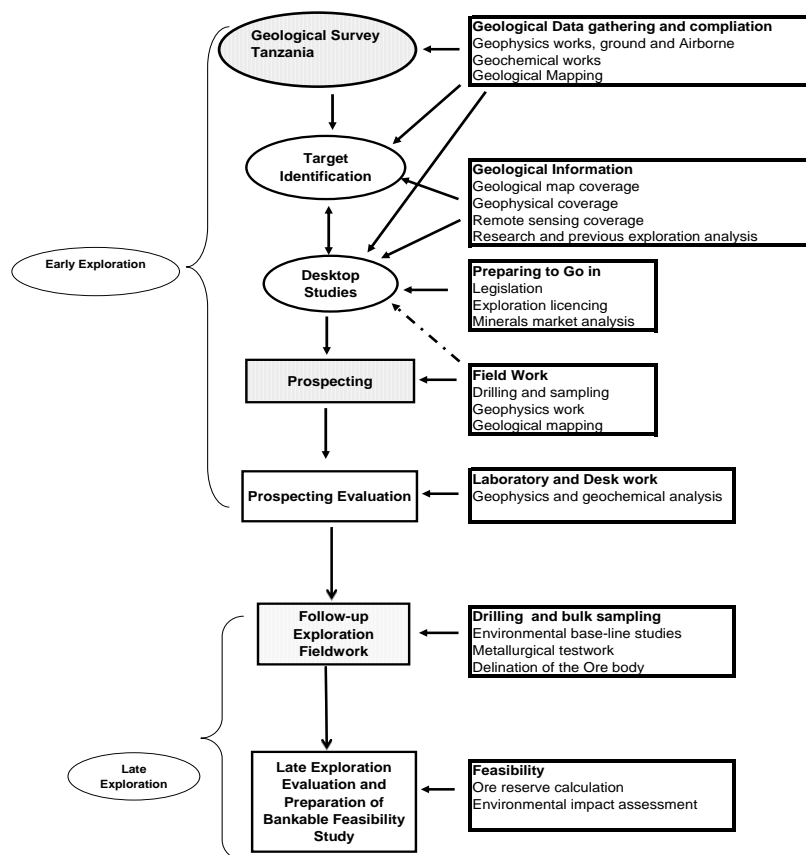 Geological Survey
Tanzania
Geological Data gathering and compliation
Geophysics works, ground and Airborne
Geochemical works
Geological Mapping
Target
Identification
Geological Information
Geological map coverage
Geophysical coverage
Remote sensing coverage
Research and previous exploration analysis
Early Exploration
Desktop
Studies
Preparing to Go in
Legislation
Exploration licencing
Minerals market analysis
Prospecting
Field Work
Drilling and sampling
Geophysics work
Geological mapping
Prospecting Evaluation
Laboratory and Desk work
Geophysics and geochemical analysis
Follow-up
Exploration
Fieldwork
Drilling and bulk sampling
Environmental base-line studies
Metallurgical testwork
Delination of the Ore body
Late
Exploration
Late Exploration
Evaluation and
Preparation of
Bankable Feasibility
Study
Feasibility
Ore reserve calculation
Environmental impact assessment